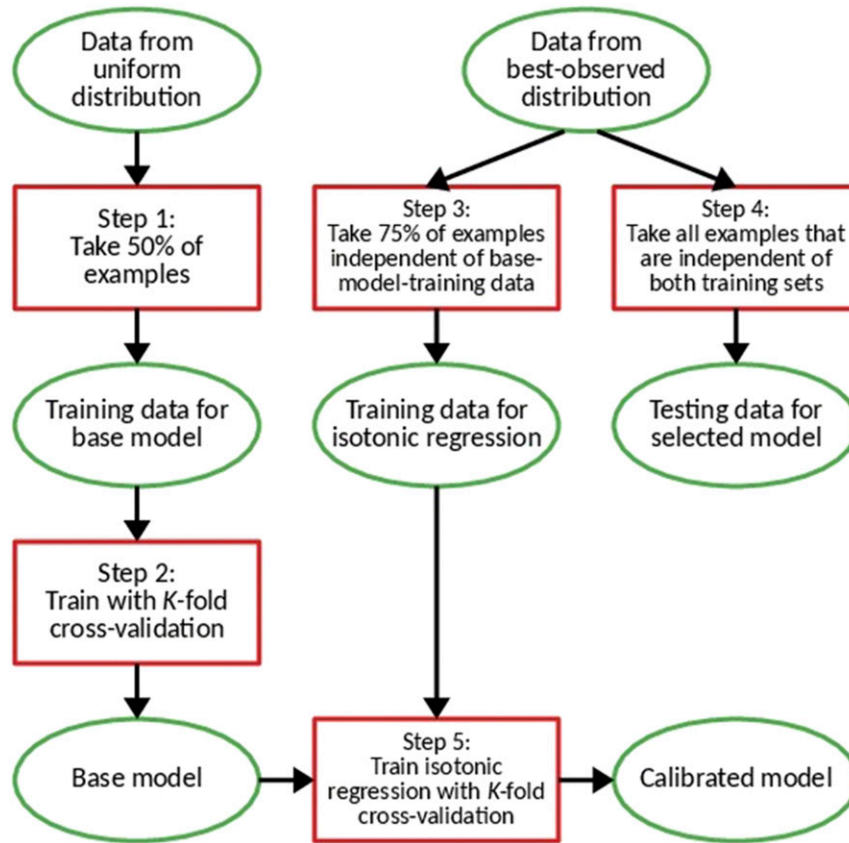 Data from
uniform
distribution
Data from
best-observed
distribution
Step 1:
Take 50% of
examples
Step 3:
Take 75% of examples
independent of base-
model-training data
Step 4:
Take all examples that
are independent of
both training sets
Training data for
base model
Training data for
isotonic regression
Testing data for
selected model
Step 2:
Train with K-fold
cross-validation
Base model
Step 5:
Train isotonic
regression with K-fold
cross-validation
Calibrated model